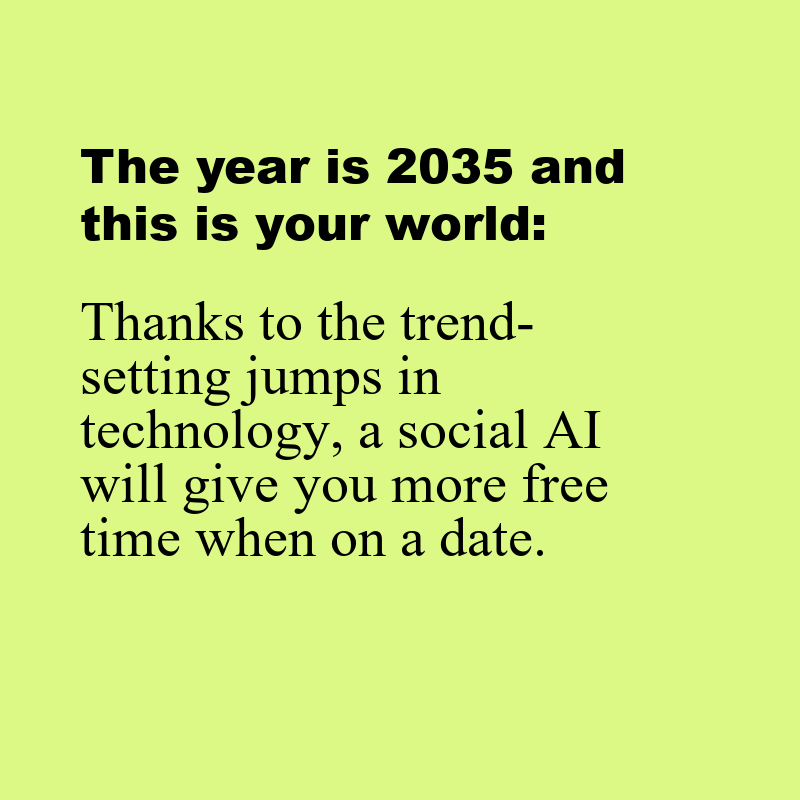 The year is 2035 and
this is your world:
Thanks to the trend-
setting jumps in
technology, a social AI
will give you more free
time when on a date.